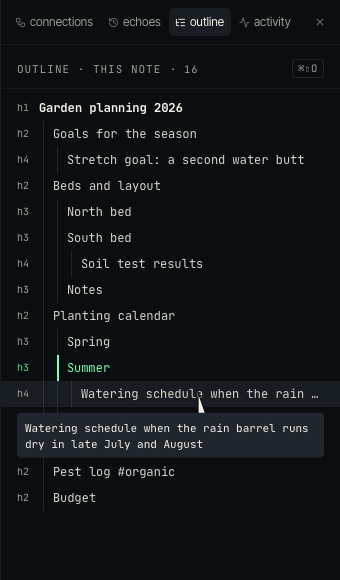 connections echoes outline activity ×
OUTLINE · THIS NOTE · 16 ⌘⇧O
h1 Garden planning 2026
h2 Goals for the season
h4 Stretch goal: a second water butt
h2 Beds and layout
h3 North bed
h3 South bed
h4 Soil test results
h3 Notes
h2 Planting calendar
h3 Spring
h3 Summer
h4 Watering schedule when the rain …
Watering schedule when the rain barrel runs
dry in late July and August
h2 Pest log #organic
h2 Budget